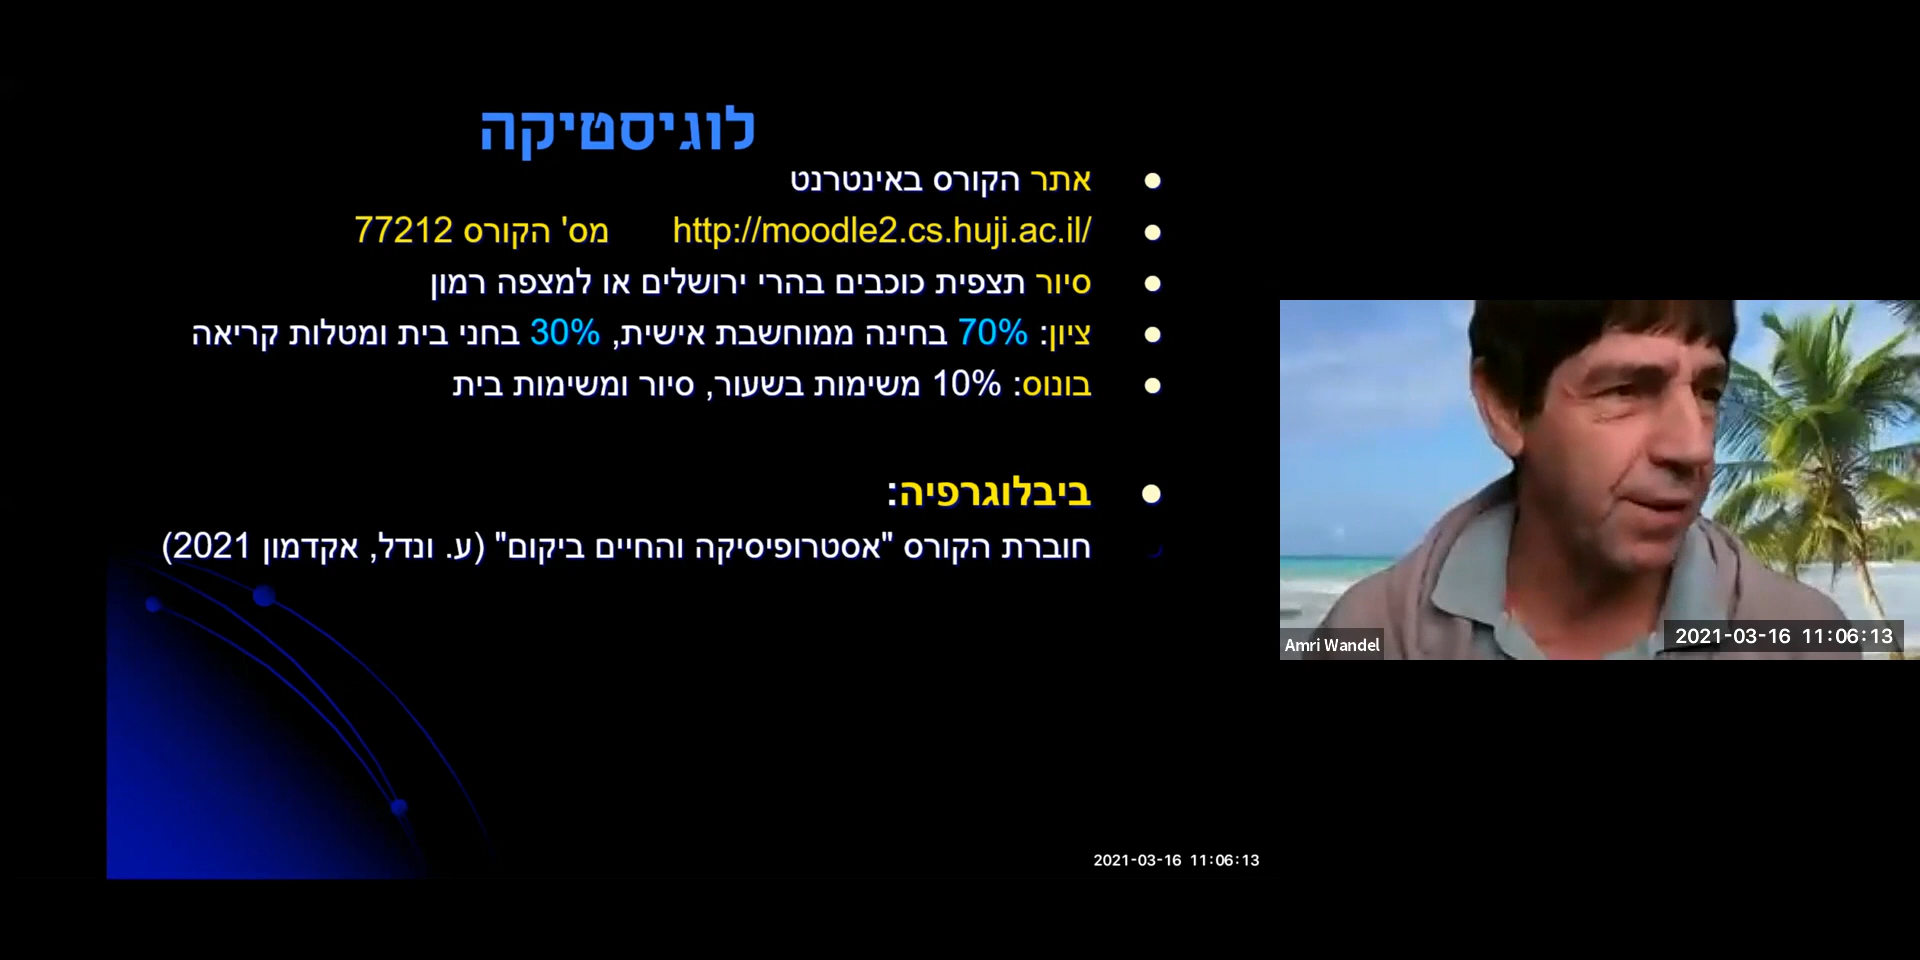 לוגיסטיקה
אתר הקורס באינטרנט
http://moodle2.cs.huji.ac.il/ מס' הקורס 77212
סיור תצפית כוכבים בהרי ירושלים או למצפה רמון
ציון: 70% בחינה ממוחשבת אישית, 30% בחני בית ומטלות קריאה
בונוס: 10% משימות בשעור, סיור ומשימות בית
ביבלוגרפיה:
חוברת הקורס "אסטרופיסיקה והחיים ביקום" (ע. ונדל, אקדמון 2021)
2021-03-16 11:06:13
Amri Wandel
2021-03-16 11:06:13